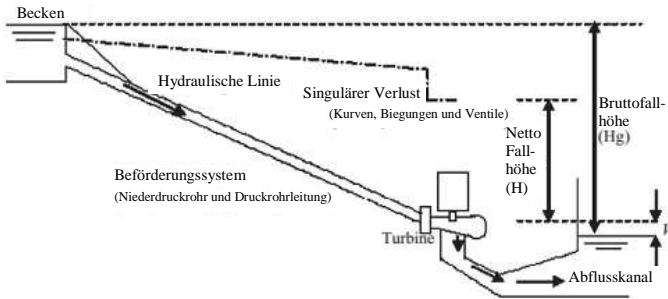 Becken
Hydraulische Linie
Singulärer Verlust
(Kurven, Biegungen und Ventile)
Bruttofall-
höhe
(Hg)
Netto
Fall-
höhe
(H)
Beförderungssystem
(Niederdruckrohr und Druckrohrleitung)
Turbine
Abflusskanal